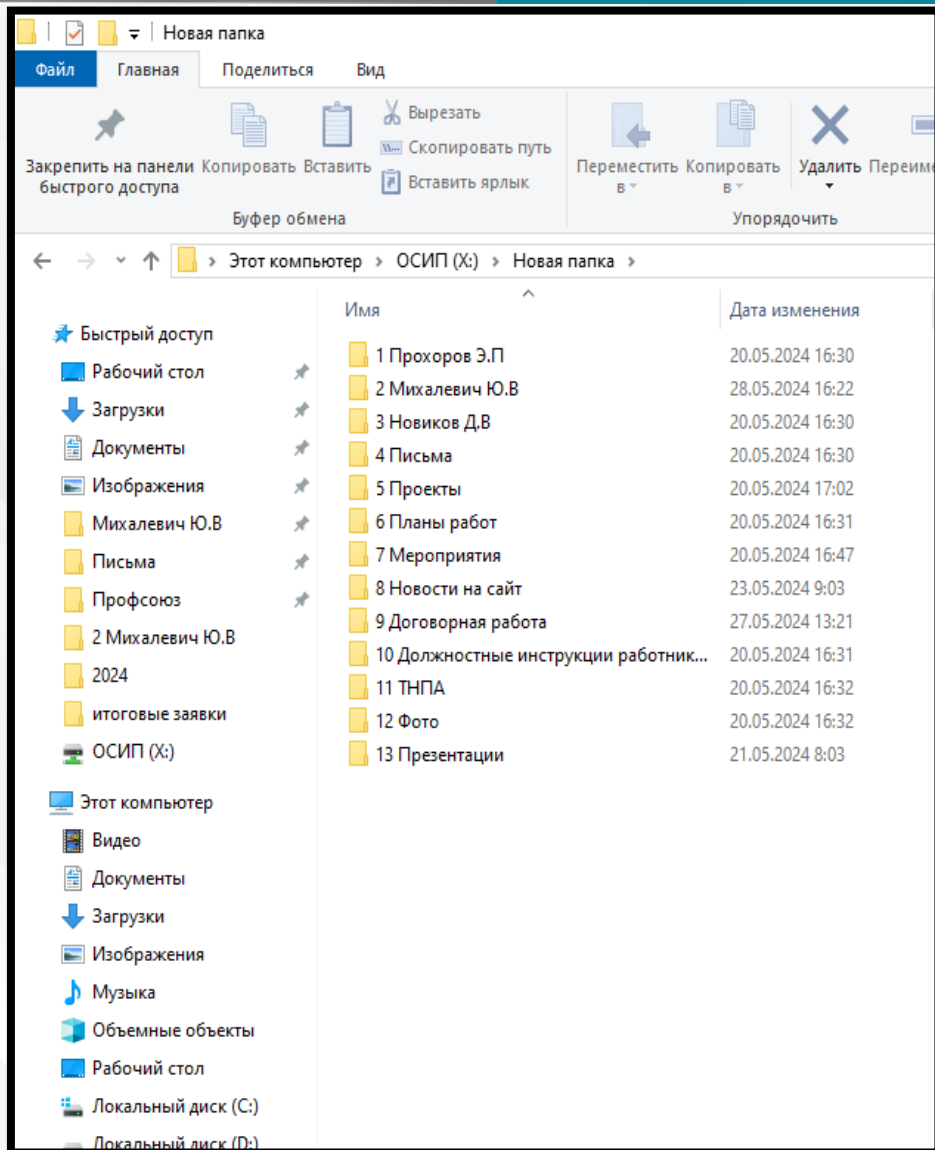 Новая папка
Файл Главная Поделиться Вид
Закрепить на панели быстрого доступа
Копировать
Вставить
Вырезать
Скопировать путь
Вставить ярлык
Переместить в
Копировать в
Удалить
Переиме
Буфер обмена
Упорядочить
Этот компьютер > ОСИП (X:) > Новая папка >
Имя Дата изменения
Быстрый доступ
Рабочий стол
Загрузки
Документы
Изображения
Михалевич Ю.В
Письма
Профсоюз
2 Михалевич Ю.В
2024
итоговые заявки
ОСИП (X:)
Этот компьютер
Видео
Документы
Загрузки
Изображения
Музыка
Объемные объекты
Рабочий стол
Локальный диск (C:)
Локальный диск (D:)
1 Прохоров Э.П 20.05.2024 16:30
2 Михалевич Ю.В 28.05.2024 16:22
3 Новиков Д.В 20.05.2024 16:30
4 Письма 20.05.2024 16:30
5 Проекты 20.05.2024 17:02
6 Планы работ 20.05.2024 16:31
7 Мероприятия 20.05.2024 16:47
8 Новости на сайт 23.05.2024 9:03
9 Договорная работа 27.05.2024 13:21
10 Должностные инструкции работник... 20.05.2024 16:31
11 ТНПА 20.05.2024 16:32
12 Фото 20.05.2024 16:32
13 Презентации 21.05.2024 8:03